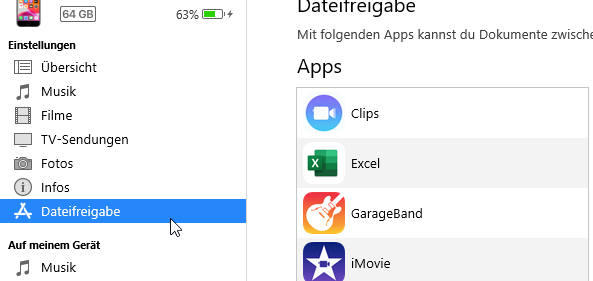 64 GB
63%
Einstellungen
Übersicht
Musik
Filme
TV-Sendungen
Fotos
Infos
Dateifreigabe
Auf meinem Gerät
Musik
Dateifreigabe
Mit folgenden Apps kannst du Dokumente zwische
Apps
Clips
Excel
GarageBand
iMovie